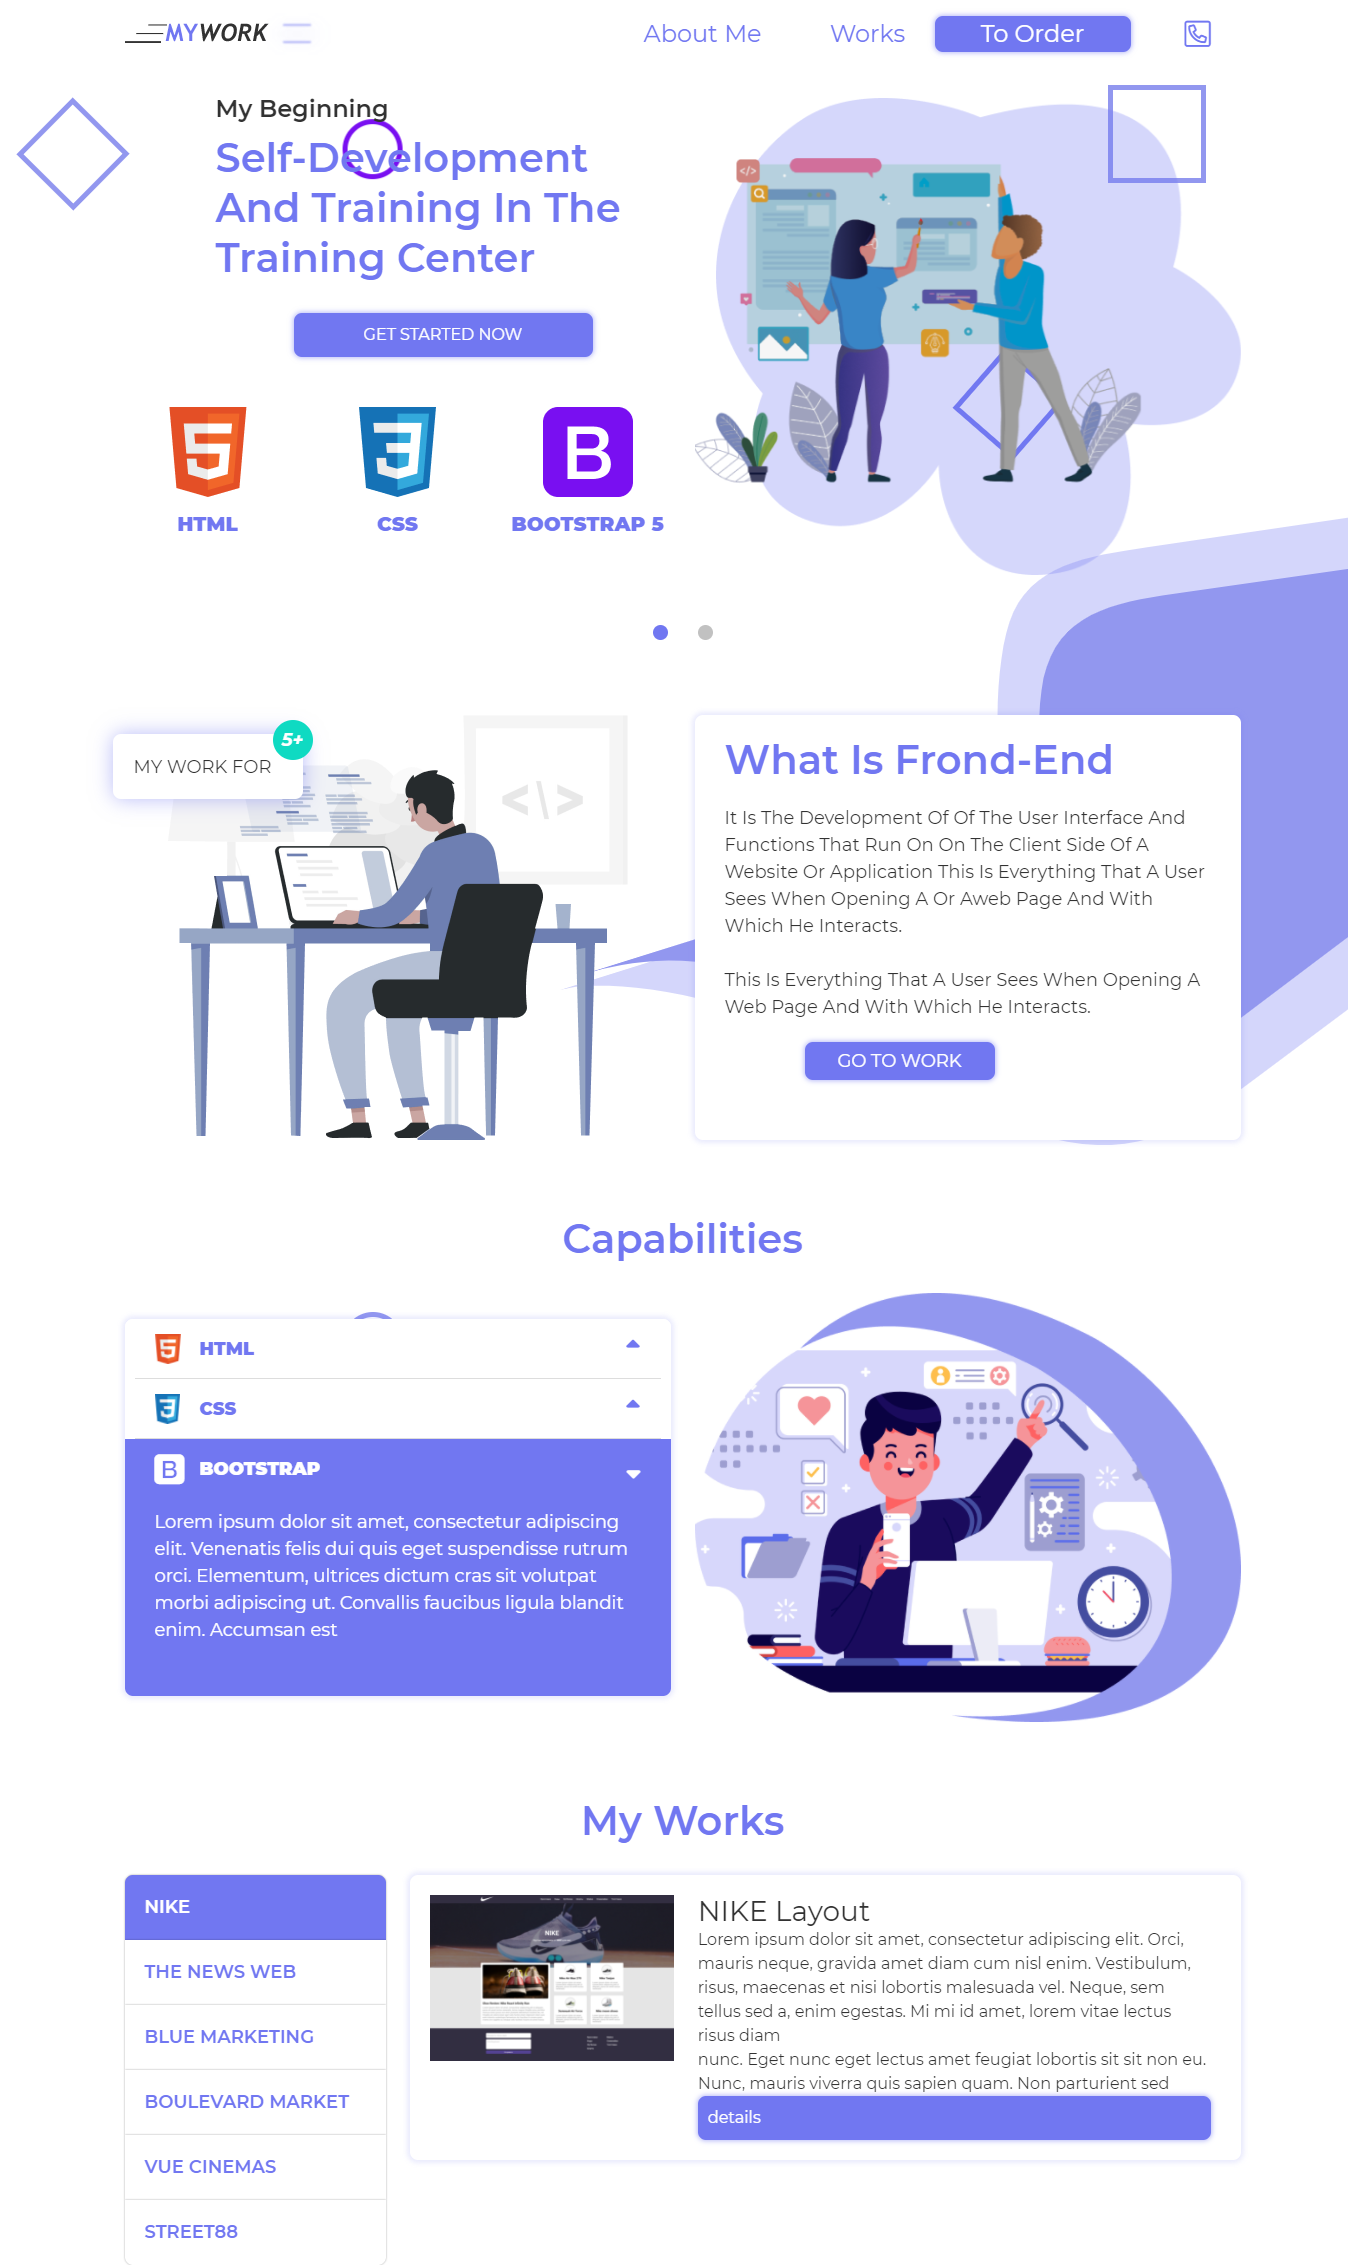 MYWORK
About Me
Works
To Order
My Beginning
Self-Development
And Training In The
Training Center
GET STARTED NOW
HTML
CSS
BOOTSTRAP 5
MY WORK FOR
5+
What Is Frond-End
It Is The Development Of Of The User Interface And
Functions That Run On On The Client Side Of A
Website Or Application This Is Everything That A User
Sees When Opening A Or Aweb Page And With
Which He Interacts.
This Is Everything That A User Sees When Opening A
Web Page And With Which He Interacts.
GO TO WORK
Capabilities
HTML
CSS
BOOTSTRAP
Lorem ipsum dolor sit amet, consectetur adipiscing
elit. Venenatis felis dui quis eget suspendisse rutrum
orci. Elementum, ultrices dictum cras sit volutpat
morbi adipiscing ut. Convallis faucibus ligula blandit
enim. Accumsan est
My Works
NIKE
THE NEWS WEB
BLUE MARKETING
BOULEVARD MARKET
VUE CINEMAS
STREET88
NIKE
NIKE Layout
Lorem ipsum dolor sit amet, consectetur adipiscing elit. Orci,
mauris neque, gravida amet diam cum nisl enim. Vestibulum,
risus, maecenas et nisi lobortis malesuada vel. Neque, sem
tellus sed a, enim egestas. Mi mi id amet, lorem vitae lectus
risus diam
nunc. Eget nunc eget lectus amet feugiat lobortis sit sit non eu.
Nunc, mauris viverra quis sapien quam. Non parturient sed
details